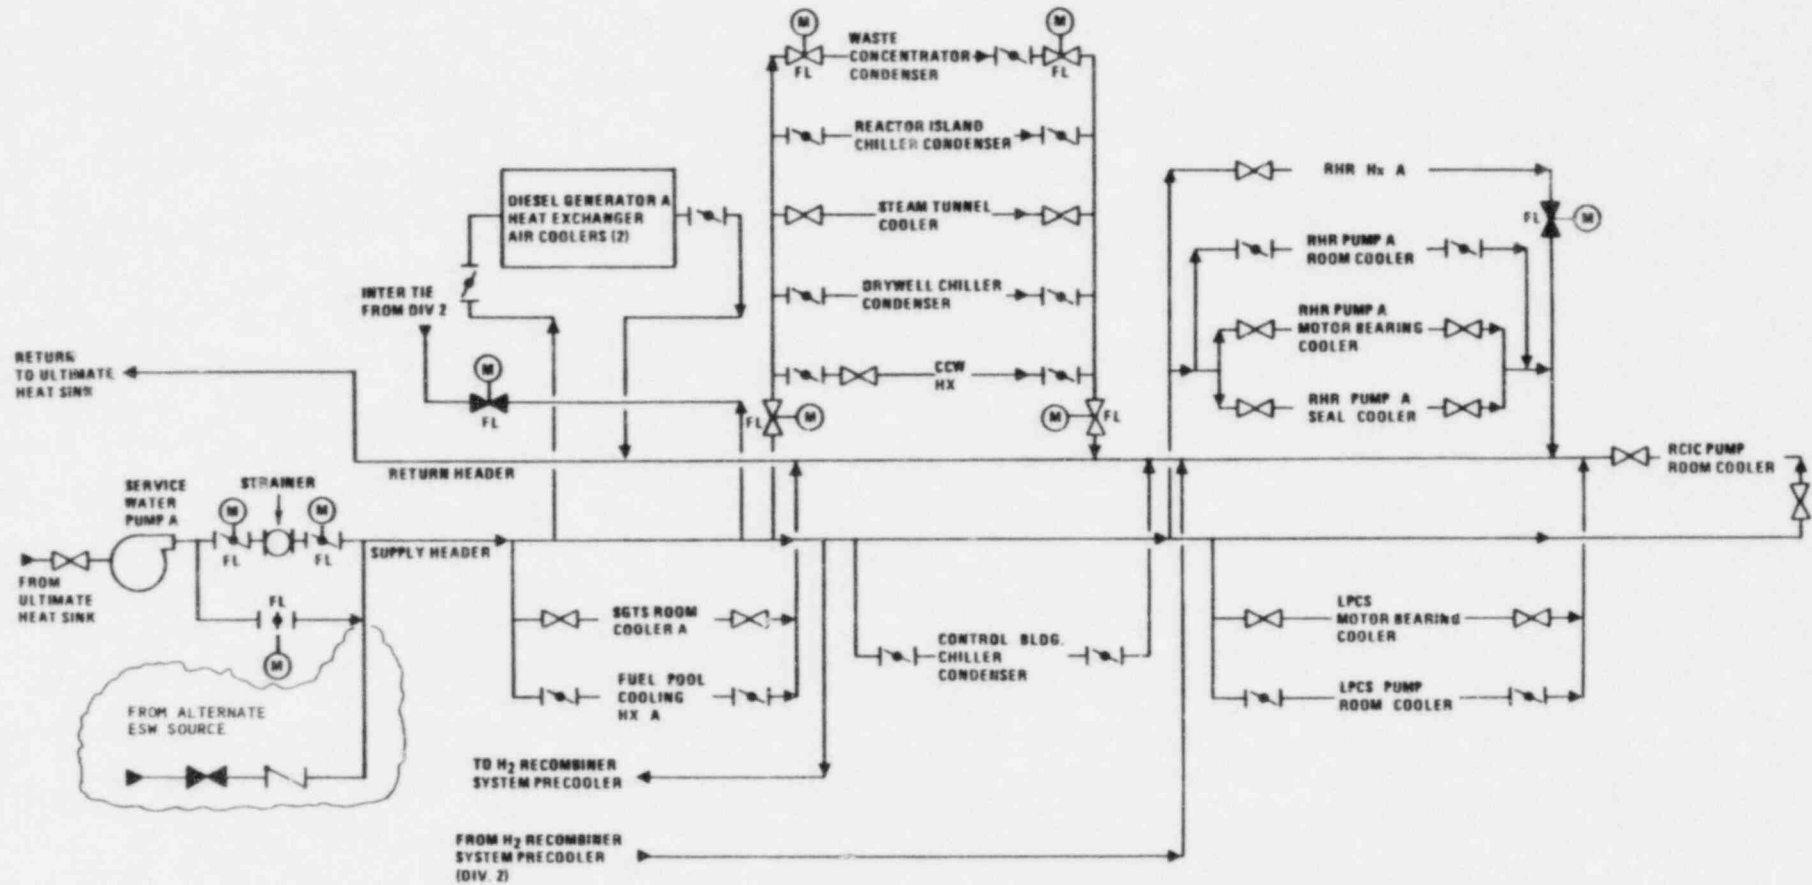 M
M
WASTE
CONCENTRATOR
CONDENSER
FL
FL
REACTOR ISLAND
CHILLER CONDENSER
STEAM TUNNEL
COOLER
DRYWELL CHILLER
CONDENSER
CCW
HX
FL
M
M
FL
DIESEL GENERATOR A
HEAT EXCHANGER
AIR COOLERS (2)
INTER TIE
FROM DIV 2
M
FL
RHR Hx A
FL
M
RHR PUMP A
ROOM COOLER
RHR PUMP A
MOTOR BEARING
COOLER
RHR PUMP A
SEAL COOLER
RETURN
TO ULTIMATE
HEAT SINK
RETURN HEADER
RCIC PUMP
ROOM COOLER
SERVICE
WATER
PUMP A
STRAINER
M
M
FL
FL
SUPPLY HEADER
FROM
ULTIMATE
HEAT SINK
FL
M
SGTS ROOM
COOLER A
FUEL POOL
COOLING
HX A
CONTROL BLDG.
CHILLER
CONDENSER
LPCS
MOTOR BEARING
COOLER
LPCS PUMP
ROOM COOLER
FROM ALTERNATE
ESW SOURCE
TO H2 RECOMBINER
SYSTEM PRECOOLER
FROM H2 RECOMBINER
SYSTEM PRECOOLER
(DIV. 2)